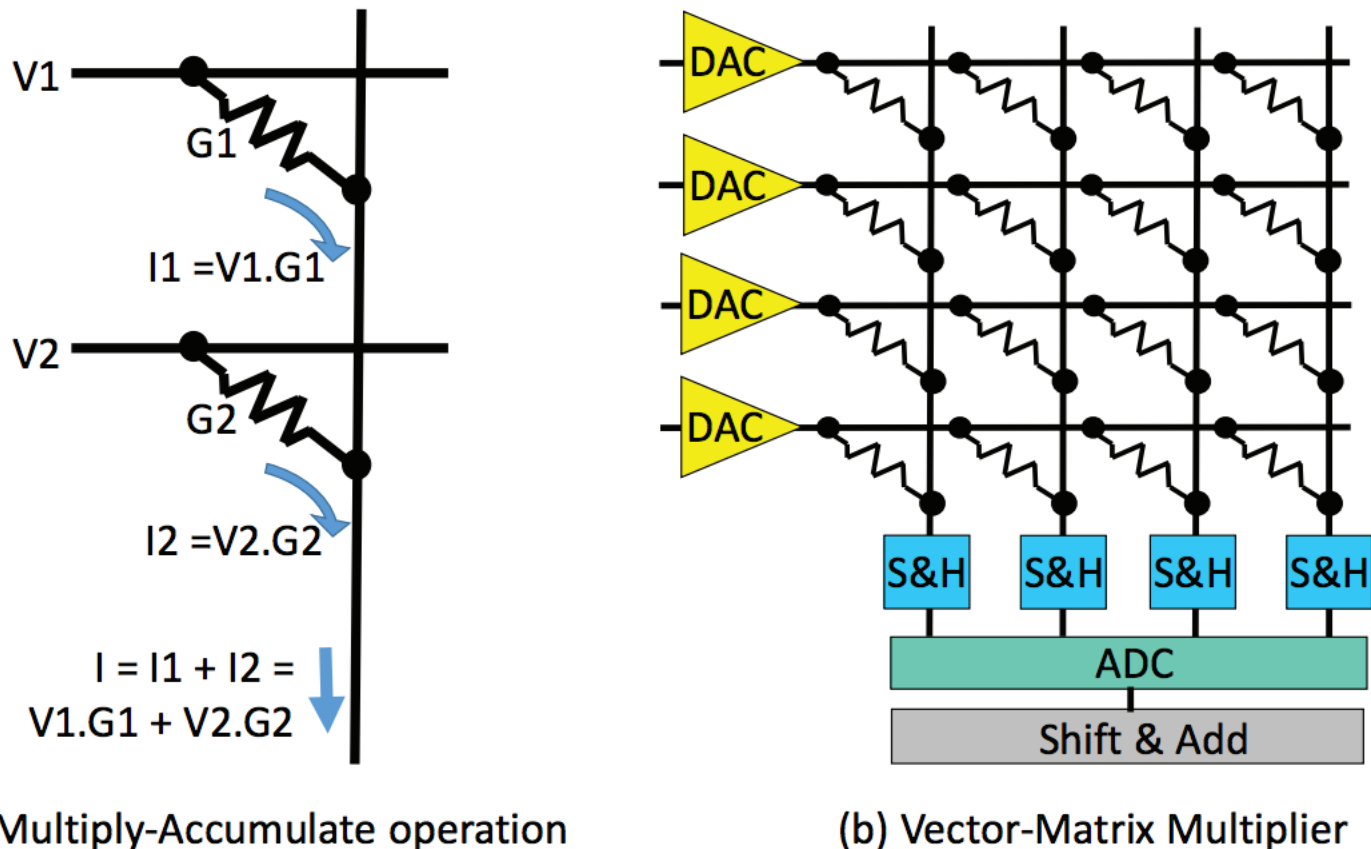 V1
G1
I1 =V1.G1
V2
G2
I2 =V2.G2
I = I1 + I2 =
V1.G1 + V2.G2
Multiply-Accumulate operation
DAC
DAC
DAC
DAC
S&H S&H S&H S&H
ADC
Shift & Add
(b) Vector-Matrix Multiplier